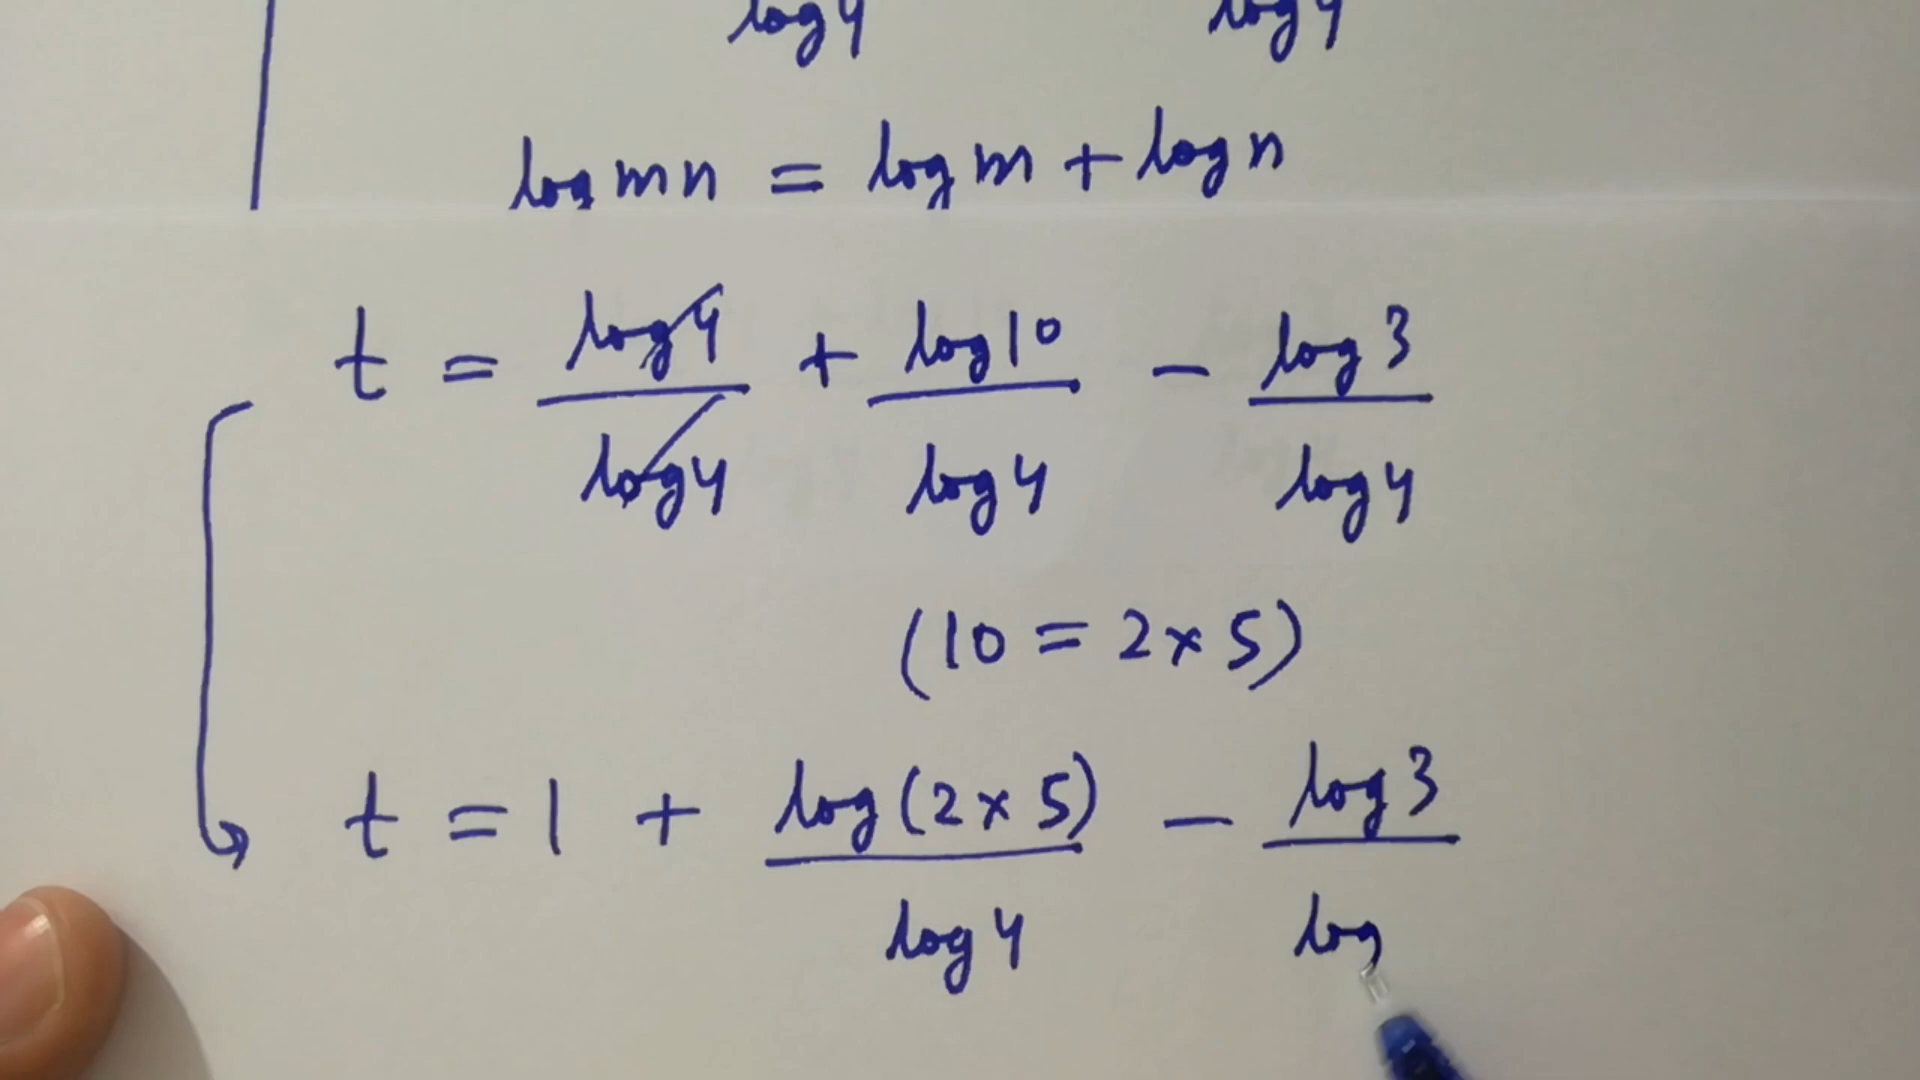 log4 log4
log mn = log m + log n
t = log4/log4 + log10/log4 - log3/log4
(10 = 2 x 5)
t = 1 + log(2 x 5)/log4 - log3/log